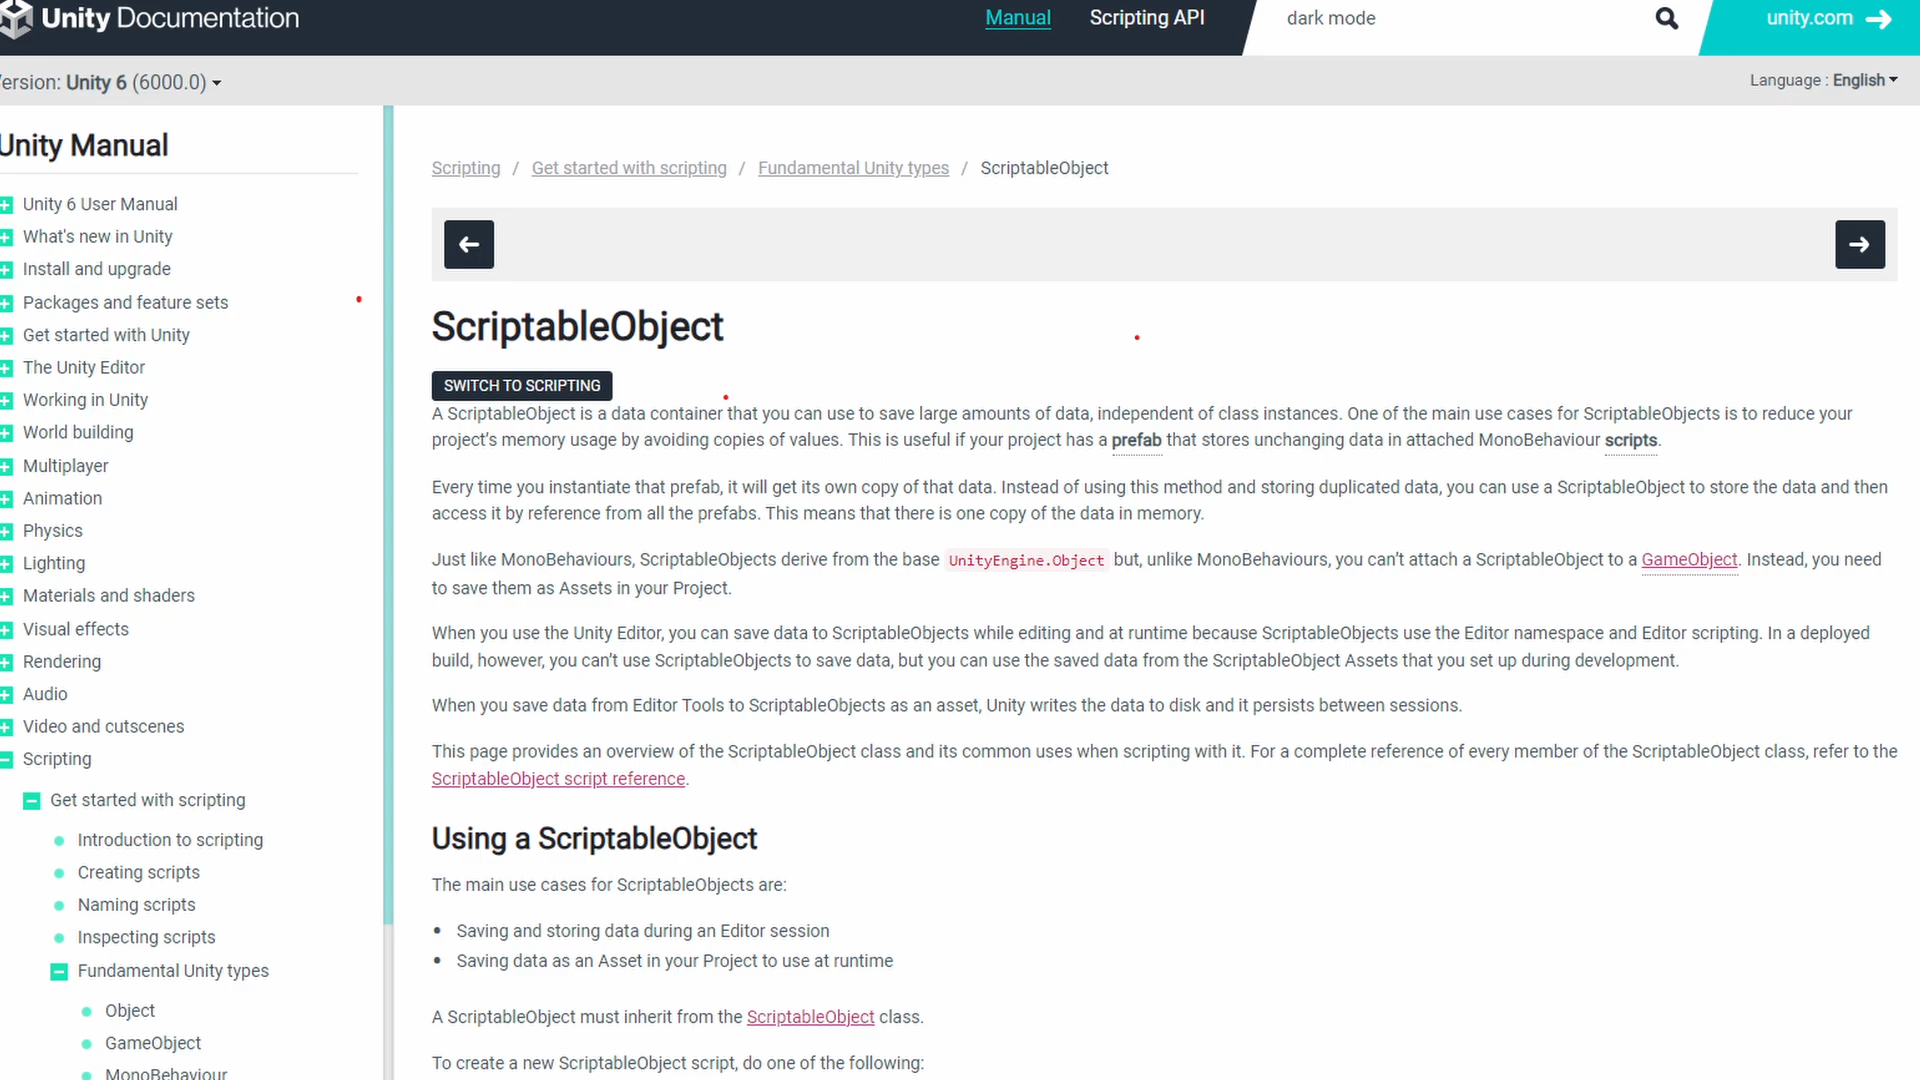 Unity Documentation
Manual
Scripting API
dark mode
unity.com
ersion: Unity 6 (6000.0)
Language : English
Unity Manual
Unity 6 User Manual
What's new in Unity
Install and upgrade
Packages and feature sets
Get started with Unity
The Unity Editor
Working in Unity
World building
Multiplayer
Animation
Physics
Lighting
Materials and shaders
Visual effects
Rendering
Audio
Video and cutscenes
Scripting
Get started with scripting
Introduction to scripting
Creating scripts
Naming scripts
Inspecting scripts
Fundamental Unity types
Object
GameObject
MonoBehaviour
Scripting / Get started with scripting / Fundamental Unity types / ScriptableObject
ScriptableObject
SWITCH TO SCRIPTING
A ScriptableObject is a data container that you can use to save large amounts of data, independent of class instances. One of the main use cases for ScriptableObjects is to reduce your
project’s memory usage by avoiding copies of values. This is useful if your project has a prefab that stores unchanging data in attached MonoBehaviour scripts.
Every time you instantiate that prefab, it will get its own copy of that data. Instead of using this method and storing duplicated data, you can use a ScriptableObject to store the data and then
access it by reference from all the prefabs. This means that there is one copy of the data in memory.
Just like MonoBehaviours, ScriptableObjects derive from the base UnityEngine.Object but, unlike MonoBehaviours, you can’t attach a ScriptableObject to a GameObject. Instead, you need
to save them as Assets in your Project.
When you use the Unity Editor, you can save data to ScriptableObjects while editing and at runtime because ScriptableObjects use the Editor namespace and Editor scripting. In a deployed
build, however, you can’t use ScriptableObjects to save data, but you can use the saved data from the ScriptableObject Assets that you set up during development.
When you save data from Editor Tools to ScriptableObjects as an asset, Unity writes the data to disk and it persists between sessions.
This page provides an overview of the ScriptableObject class and its common uses when scripting with it. For a complete reference of every member of the ScriptableObject class, refer to the
ScriptableObject script reference.
Using a ScriptableObject
The main use cases for ScriptableObjects are:
• Saving and storing data during an Editor session
• Saving data as an Asset in your Project to use at runtime
A ScriptableObject must inherit from the ScriptableObject class.
To create a new ScriptableObject script, do one of the following: